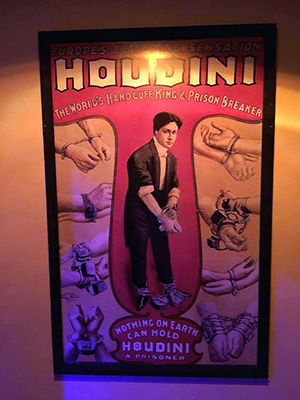 EUROPE'S ECLIPSING SENSATION
HOUDINI
THE WORLD'S HANDCUFF KING & PRISON BREAKER
NOTHING ON EARTH
CAN HOLD
HOUDINI
A PRISONER